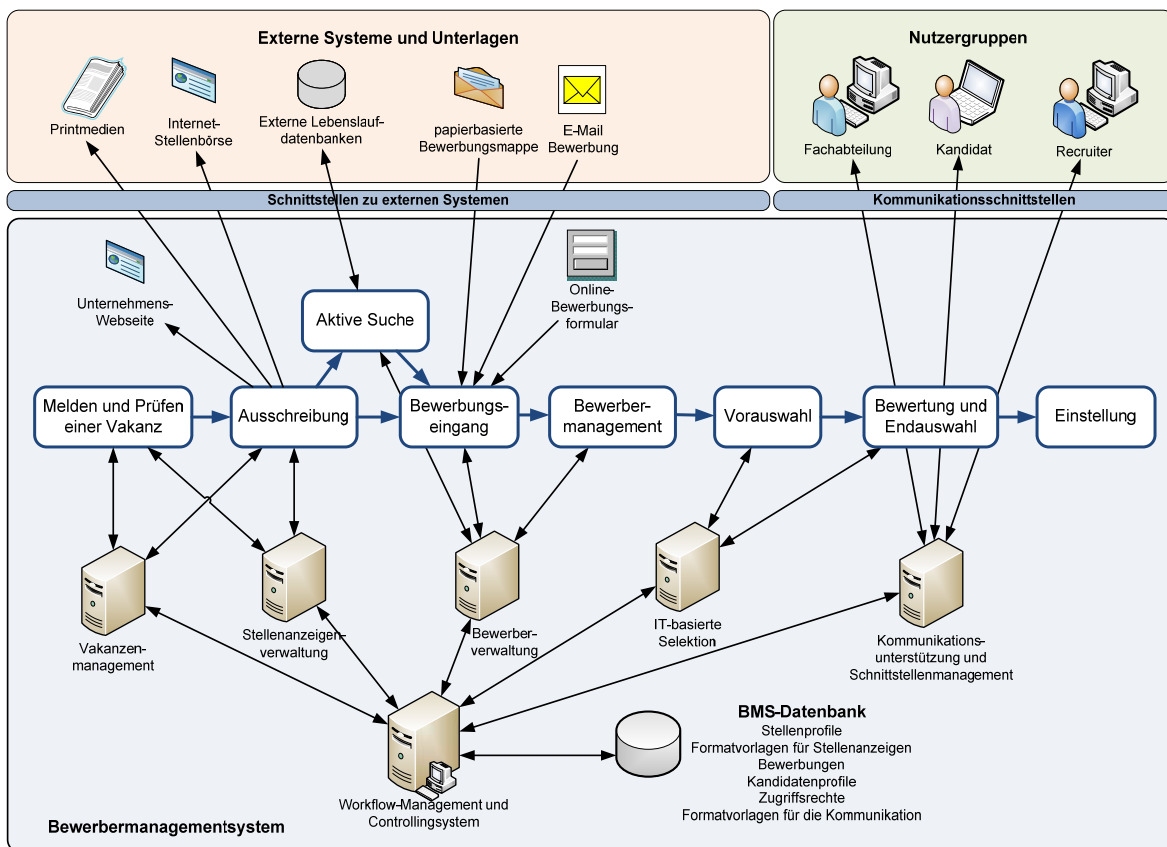 Externe Systeme und Unterlagen
Printmedien
Internet-
Stellenbörse
Externe Lebenslauf-
datenbanken
papierbasierte
Bewerbungsmappe
E-Mail
Bewerbung
Nutzergruppen
Fachabteilung
Kandidat
Recruiter
Schnittstellen zu externen Systemen
Kommunikationsschnittstellen
Unternehmens-
Webseite
Online-
Bewerbungs-
formular
Aktive Suche
Melden und Prüfen
einer Vakanz
Ausschreibung
Bewerbungs-
eingang
Bewerber-
management
Vorauswahl
Bewertung und
Endauswahl
Einstellung
Vakanzen-
management
Stellenanzeigen-
verwaltung
Bewerber-
verwaltung
IT-basierte
Selektion
Kommunikations-
unterstützung und
Schnittstellenmanagement
Workflow-Management und
Controllingsystem
BMS-Datenbank
Stellenprofile
Formatvorlagen für Stellenanzeigen
Bewerbungen
Kandidatenprofile
Zugriffsrechte
Formatvorlagen für die Kommunikation
Bewerbermanagementsystem